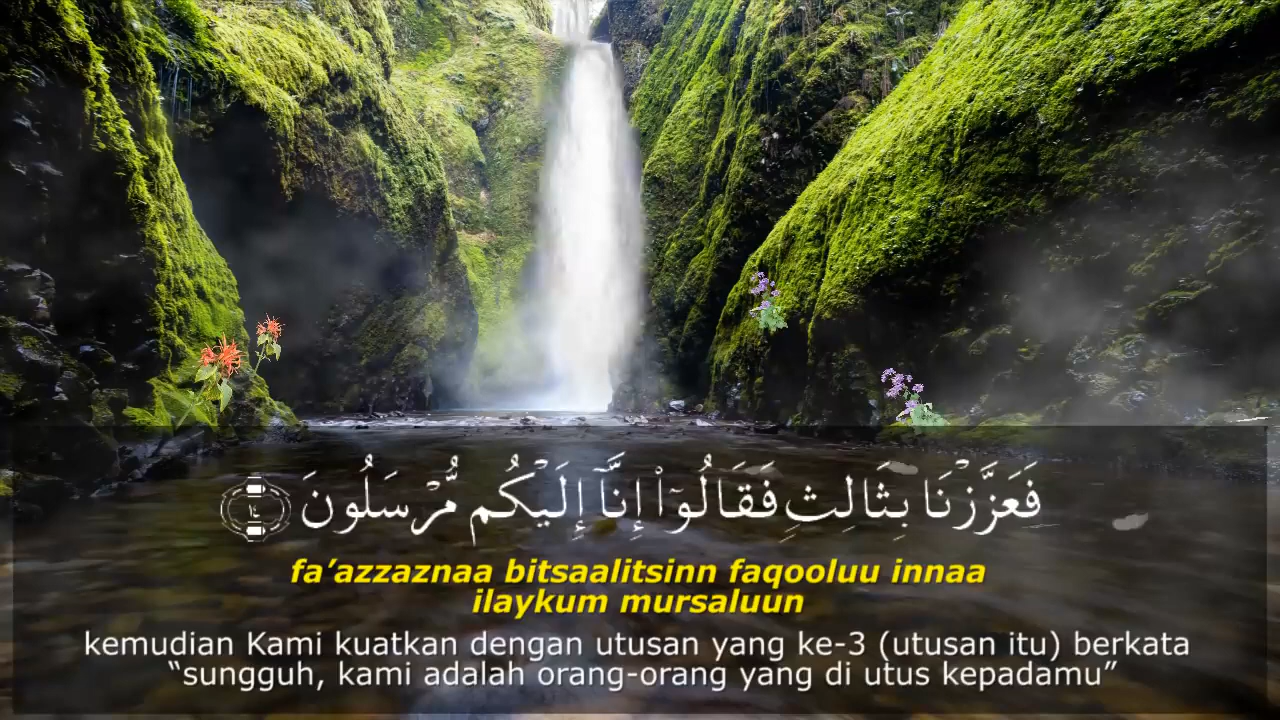 فَعَزَّزْنَا بِثَالِثٍ فَقَالُوٓا۟ إِنَّآ إِلَيْكُم مُّرْسَلُونَ ١٤
fa’azzaznaa bitsaalitsinn faqooluu innaa
ilaykum mursaluun
kemudian Kami kuatkan dengan utusan yang ke-3 (utusan itu) berkata
“sungguh, kami adalah orang-orang yang di utus kepadamu”